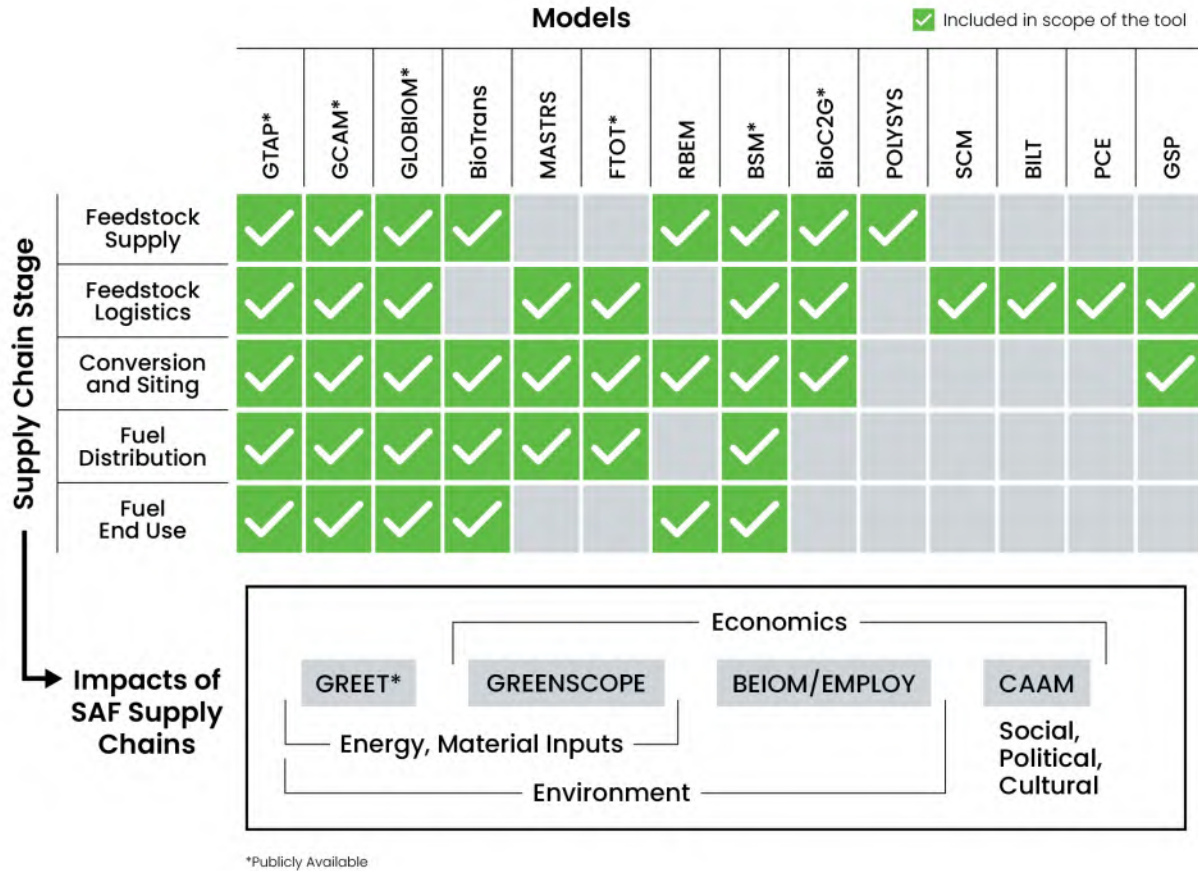 Models
Included in scope of the tool
GTAP*
GCAM*
GLOBIOM*
BioTrans
MASTRS
FTOT*
RBEM
BSM*
BioC2G*
POLYSYS
SCM
BILT
PCE
GSP
Supply Chain Stage
Feedstock
Supply
Feedstock
Logistics
Conversion
and Siting
Fuel
Distribution
Fuel
End Use
Impacts of
SAF Supply
Chains
Economics
GREET*
GREENSCOPE
BEIOM/EMPLOY
CAAM
Energy, Material Inputs
Social,
Political,
Cultural
Environment
*Publicly Available